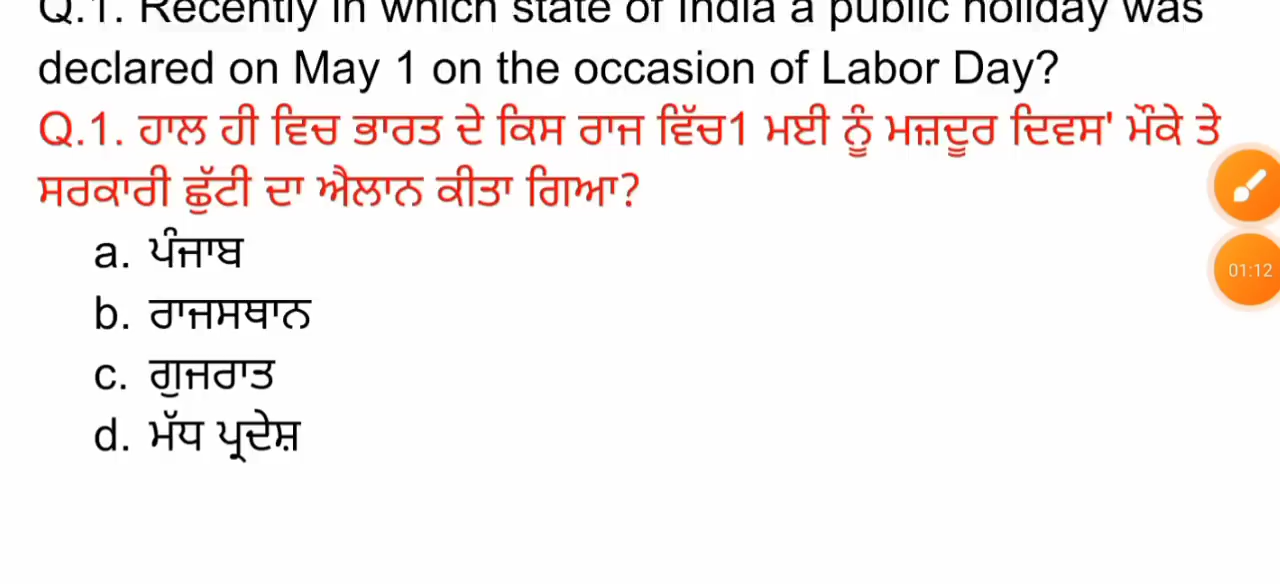 Q.1. Recently in which state of India a public holiday was
declared on May 1 on the occasion of Labor Day?
Q.1. ਹਾਲ ਹੀ ਵਿਚ ਭਾਰਤ ਦੇ ਕਿਸ ਰਾਜ ਵਿੱਚ1 ਮਈ ਨੂੰ ਮਜ਼ਦੂਰ ਦਿਵਸ' ਮੌਕੇ ਤੇ
ਸਰਕਾਰੀ ਛੁੱਟੀ ਦਾ ਐਲਾਨ ਕੀਤਾ ਗਿਆ?
a. ਪੰਜਾਬ
b. ਰਾਜਸਥਾਨ
c. ਗੁਜਰਾਤ
d. ਮੱਧ ਪ੍ਰਦੇਸ਼
01:12